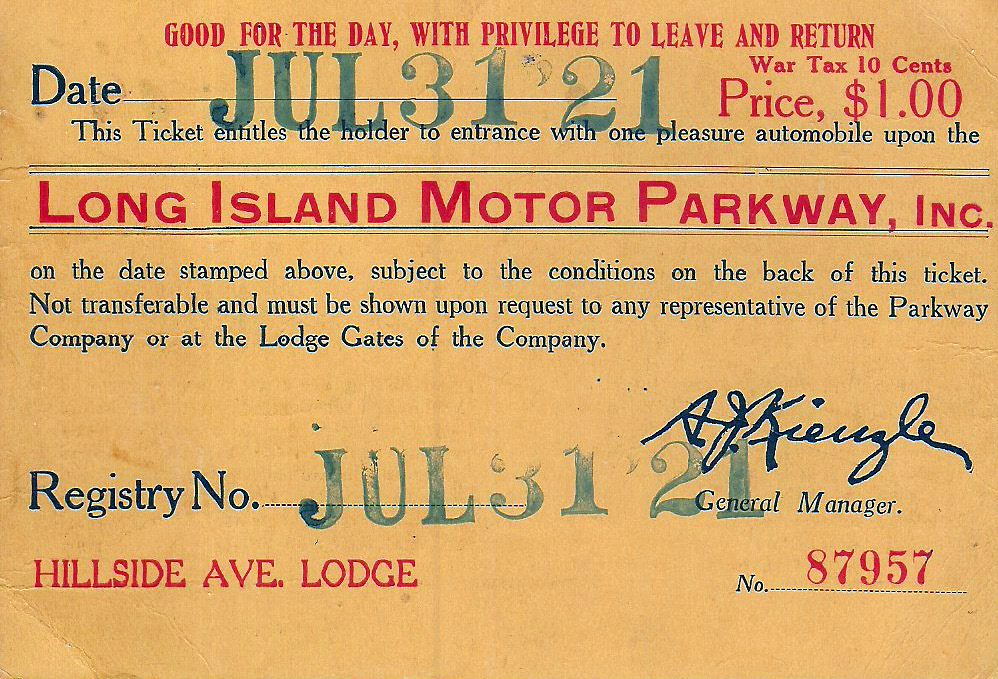 GOOD FOR THE DAY, WITH PRIVILEGE TO LEAVE AND RETURN
War Tax 10 Cents
Date JUL 31 '21 Price, $1.00
This Ticket entitles the holder to entrance with one pleasure automobile upon the
LONG ISLAND MOTOR PARKWAY, INC.
on the date stamped above, subject to the conditions on the back of this ticket.
Not transferable and must be shown upon request to any representative of the Parkway
Company or at the Lodge Gates of the Company.
A.J. Kienzle
Registry No. JUL 31 '21 General Manager.
HILLSIDE AVE. LODGE No. 87957